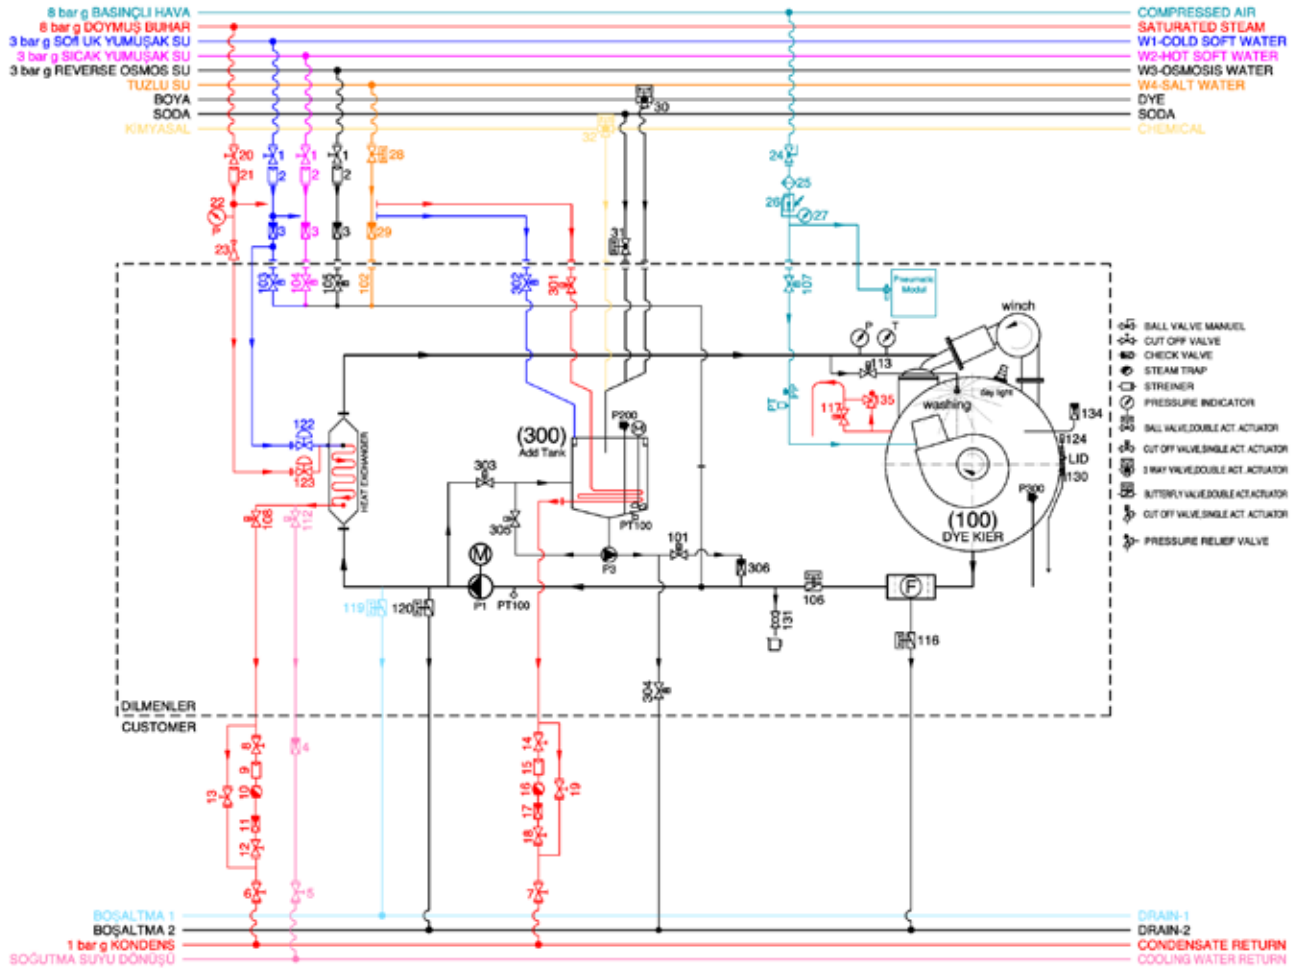 8 bar g BASINÇLI HAVA
COMPRESSED AIR
8 bar g DOYMUŞ BUHAR
SATURATED STEAM
3 bar g SOğUK YUMUŞAK SU
W1-COLD SOFT WATER
3 bar g SICAK YUMUŞAK SU
W2-HOT SOFT WATER
3 bar g REVERSE OSMOS SU
W3-OSMOSIS WATER
TUZLU SU
W4-SALT WATER
BOYA
DYE
30
SODA
SODA
KİMYASAL
CHEMICAL
32
20
1
1
1
28
24
21
2
2
2
25
22
26
27
23
3
3
3
29
31
103
104
105
102
302
301
107
Pneumatic
Modul
winch
P
T
113
BALL VALVE MANUEL
CUT OFF VALVE
CHECK VALVE
STEAM TRAP
STREINER
PRESSURE INDICATOR
BALL VALVE,DOUBLE ACT. ACTUATOR
CUT OFF VALVE,SINGLE ACT. ACTUATOR
3 WAY VALVE,DOUBLE ACT. ACTUATOR
BUTTERFLY VALVE,DOUBLE ACT.ACTUATOR
CUT OFF VALVE,SINGLE ACT. ACTUATOR
PRESSURE RELIEF VALVE
day light
washing
PT
PP
117
135
134
124
LID
130
P300
(100)
DYE KIER
122
123
HEAT EXCHANGER
108
112
(300)
Add Tank
P200
M
PT100
303
305
P3
101
306
M
P1
PT100
106
131
F
116
119
120
304
DILMENLER
CUSTOMER
8
9
10
11
12
13
4
14
15
16
17
18
19
6
5
7
BOŞALTMA 1
DRAIN-1
BOŞALTMA 2
DRAIN-2
1 bar g KONDENS
CONDENSATE RETURN
SOĞUTMA SUYU DÖNÜŞÜ
COOLING WATER RETURN